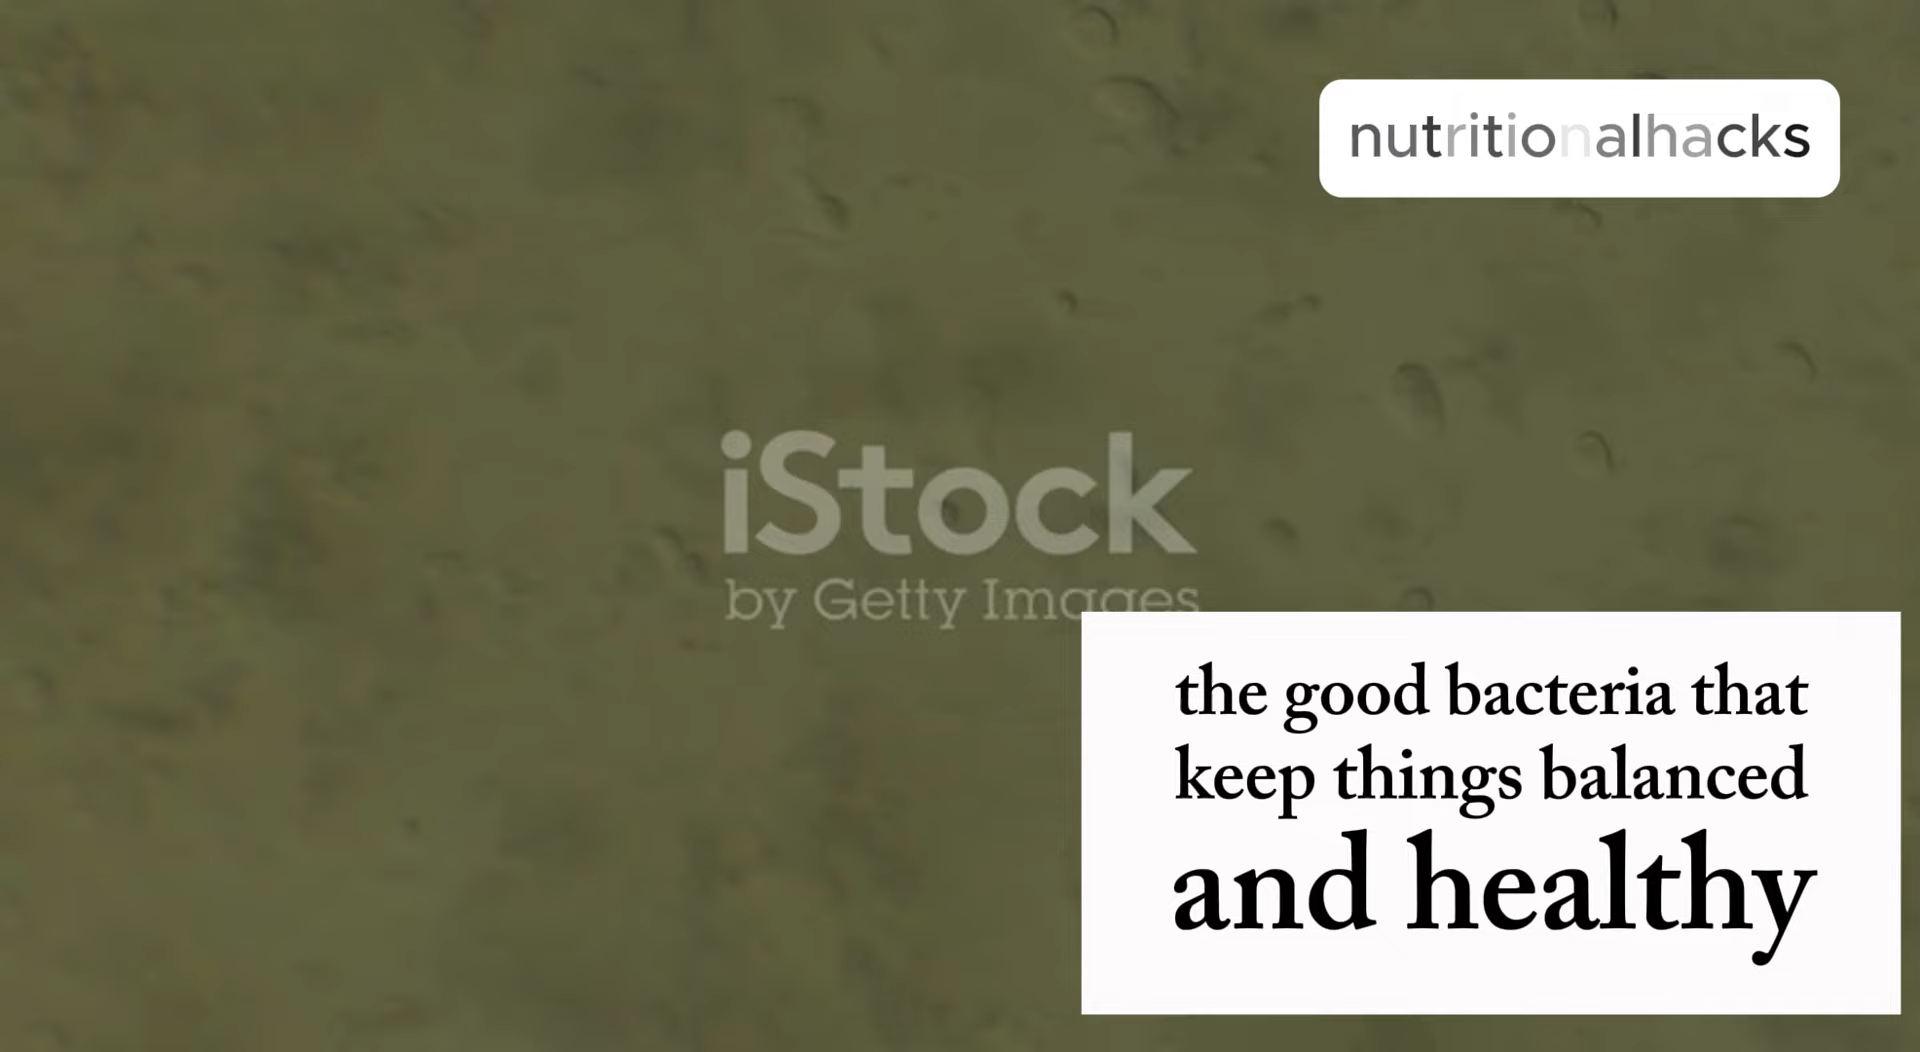 nutritionalhacks
iStock
by Getty Images
the good bacteria that
keep things balanced
and healthy